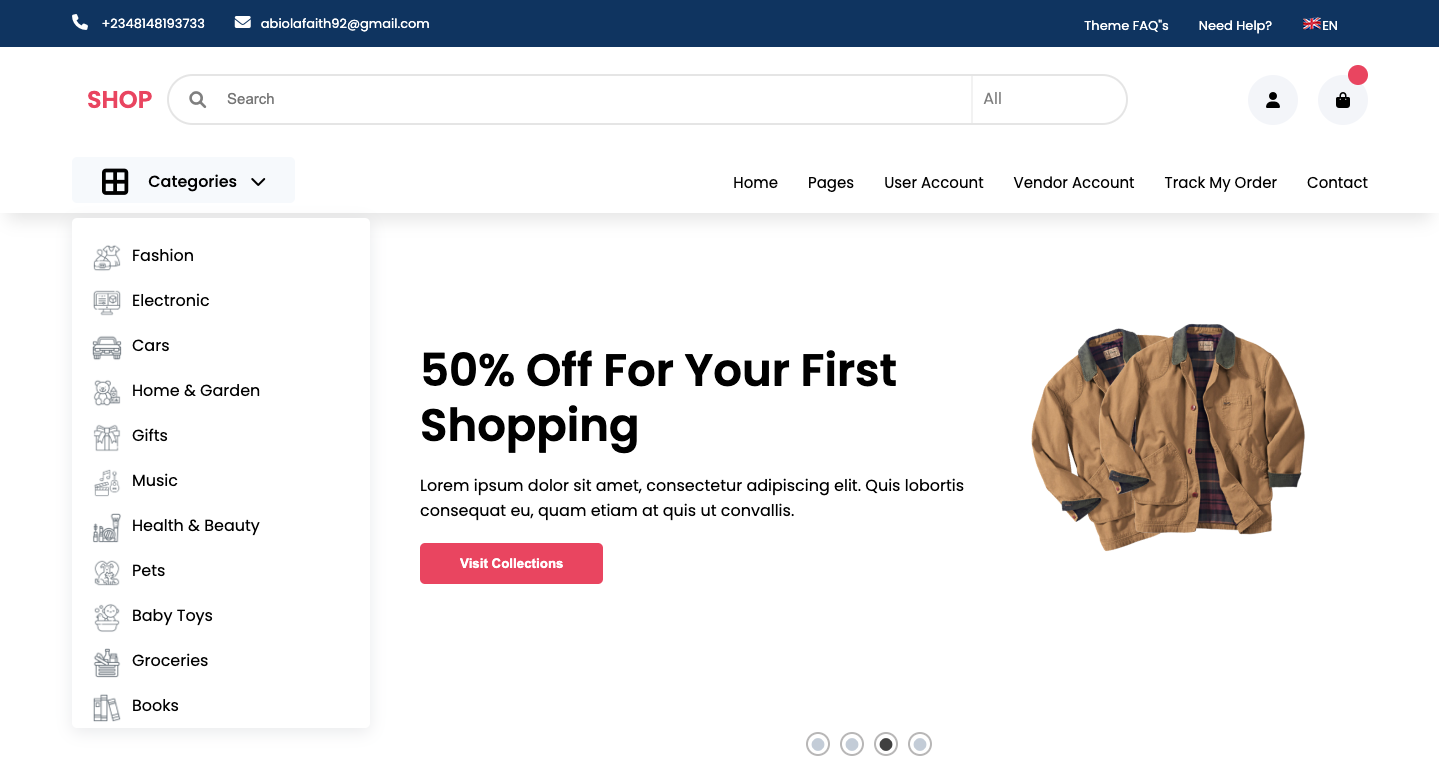 +2348148193733 abiolafaith92@gmail.com Theme FAQ"s Need Help? EN
SHOP Search All
Categories Home Pages User Account Vendor Account Track My Order Contact
Fashion
Electronic
Cars
Home & Garden
Gifts
Music
Health & Beauty
Pets
Baby Toys
Groceries
Books
50% Off For Your First
Shopping
Lorem ipsum dolor sit amet, consectetur adipiscing elit. Quis lobortis
consequat eu, quam etiam at quis ut convallis.
Visit Collections